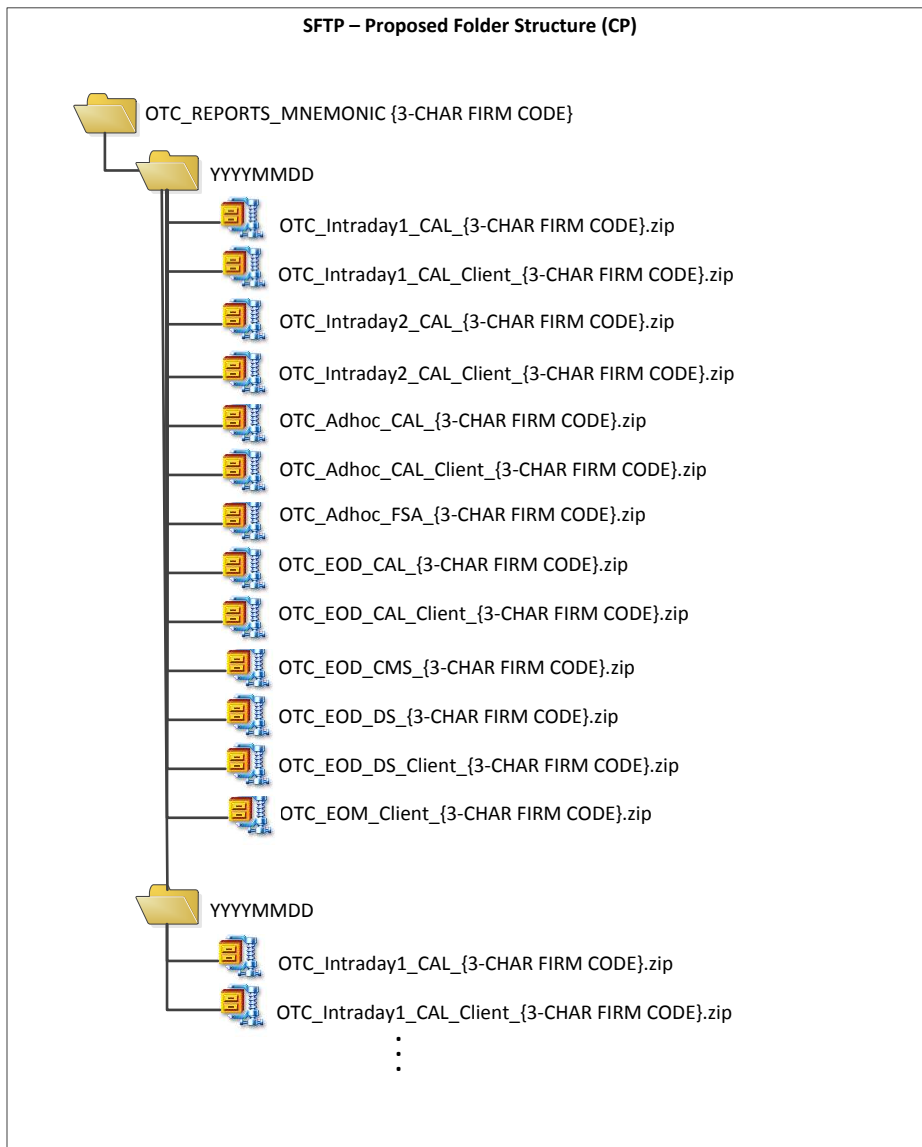 SFTP – Proposed Folder Structure (CP)
OTC_REPORTS_MNEMONIC {3-CHAR FIRM CODE}
YYYYMMDD
OTC_Intraday1_CAL_{3-CHAR FIRM CODE}.zip
OTC_Intraday1_CAL_Client_{3-CHAR FIRM CODE}.zip
OTC_Intraday2_CAL_{3-CHAR FIRM CODE}.zip
OTC_Intraday2_CAL_Client_{3-CHAR FIRM CODE}.zip
OTC_Adhoc_CAL_{3-CHAR FIRM CODE}.zip
OTC_Adhoc_CAL_Client_{3-CHAR FIRM CODE}.zip
OTC_Adhoc_FSA_{3-CHAR FIRM CODE}.zip
OTC_EOD_CAL_{3-CHAR FIRM CODE}.zip
OTC_EOD_CAL_Client_{3-CHAR FIRM CODE}.zip
OTC_EOD_CMS_{3-CHAR FIRM CODE}.zip
OTC_EOD_DS_{3-CHAR FIRM CODE}.zip
OTC_EOD_DS_Client_{3-CHAR FIRM CODE}.zip
OTC_EOM_Client_{3-CHAR FIRM CODE}.zip
YYYYMMDD
OTC_Intraday1_CAL_{3-CHAR FIRM CODE}.zip
OTC_Intraday1_CAL_Client_{3-CHAR FIRM CODE}.zip